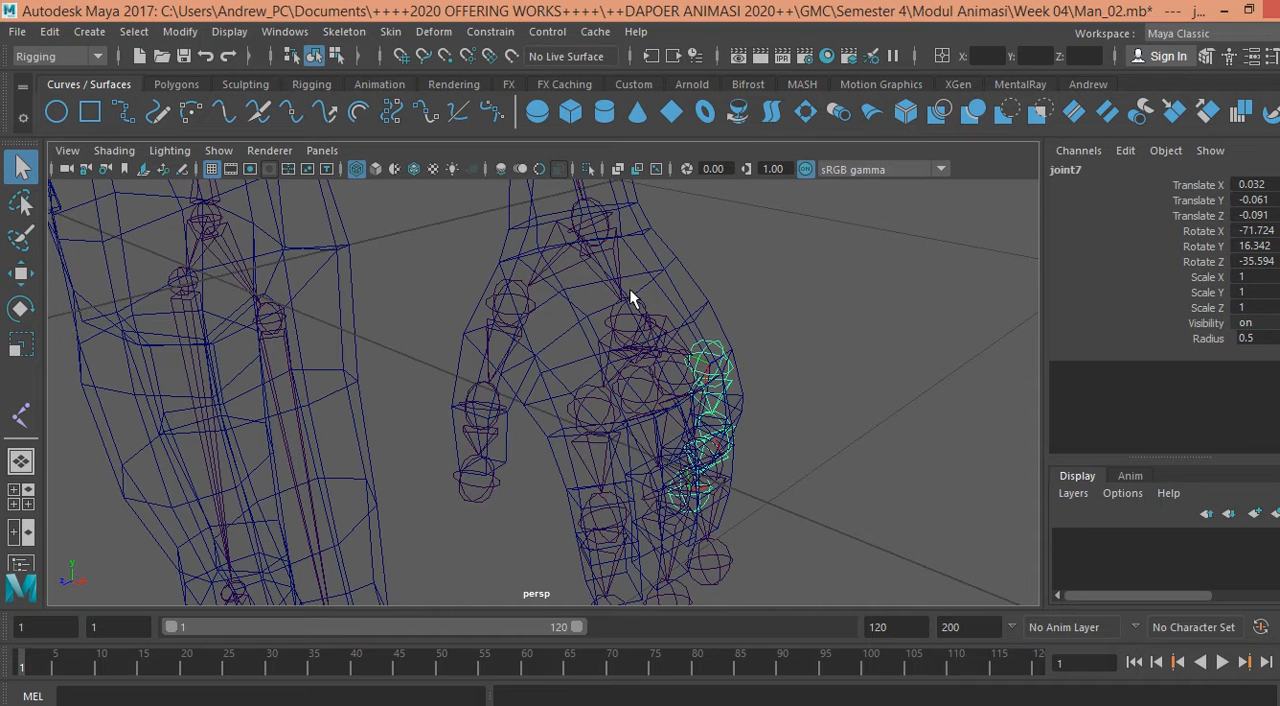 Autodesk Maya 2017: C:\Users\Andrew_PC\Documents\++++2020 OFFERING WORKS++++\++DAPOER ANIMASI 2020++\GMC\Semester 4\Modul Animasi\Week 04\Man_02.mb* --- j...
File Edit Create Select Modify Display Windows Skeleton Skin Deform Constrain Control Cache Help
Workspace : Maya Classic
Rigging
No Live Surface
X: Y: Z:
Sign In
Curves / Surfaces Polygons Sculpting Rigging Animation Rendering FX FX Caching Custom Arnold Bifrost MASH Motion Graphics XGen MentalRay Andrew
View Shading Lighting Show Renderer Panels
0.00 1.00 ON sRGB gamma
Channels Edit Object Show
joint7
Translate X 0.032
Translate Y -0.061
Translate Z -0.091
Rotate X -71.724
Rotate Y 16.342
Rotate Z -35.594
Scale X 1
Scale Y 1
Scale Z 1
Visibility on
Radius 0.5
Display Anim
Layers Options Help
y
z
persp
1 1 1 120 120 200 No Anim Layer No Character Set
1 5 10 15 20 25 30 35 40 45 50 55 60 65 70 75 80 85 90 95 100 105 110 115 12
1
MEL